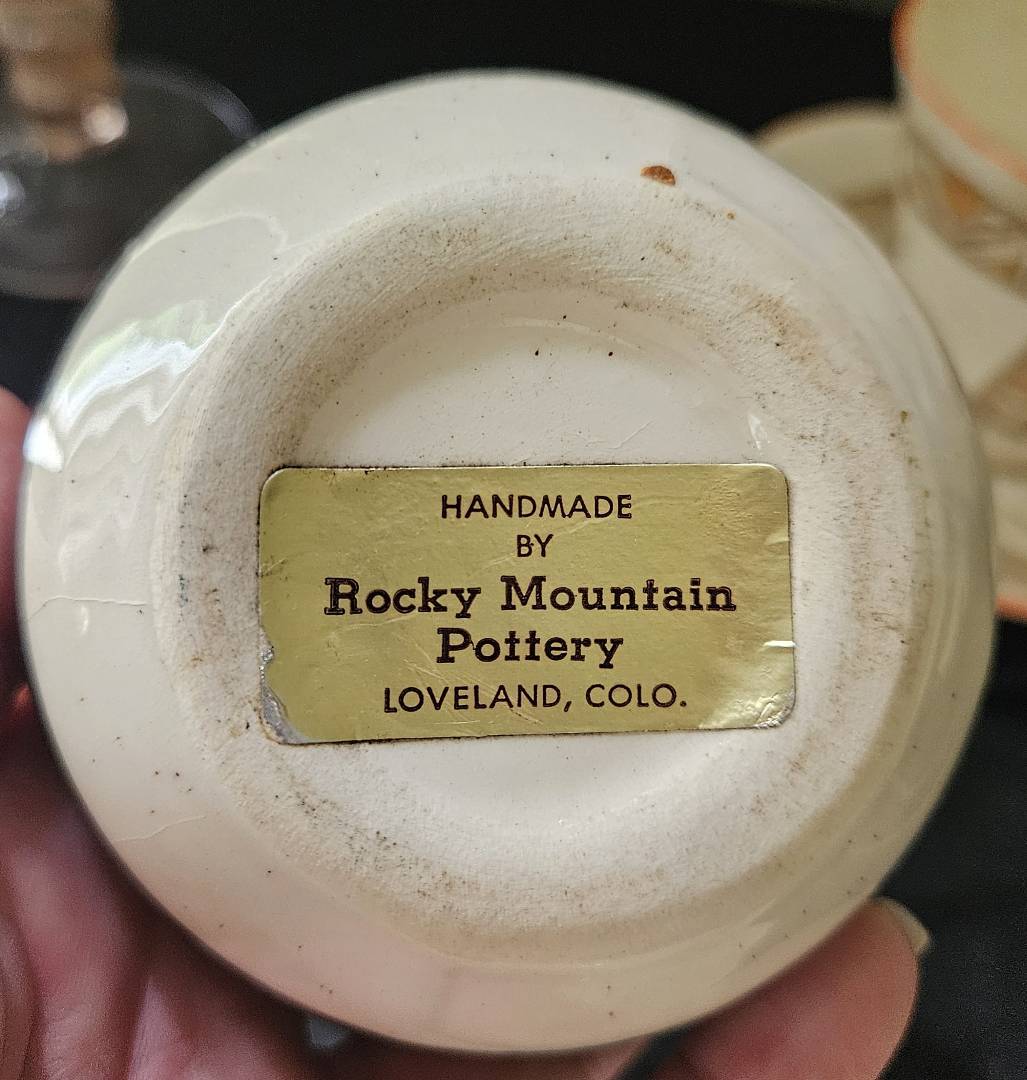 HANDMADE
BY
Rocky Mountain
Pottery
LOVELAND, COLO.